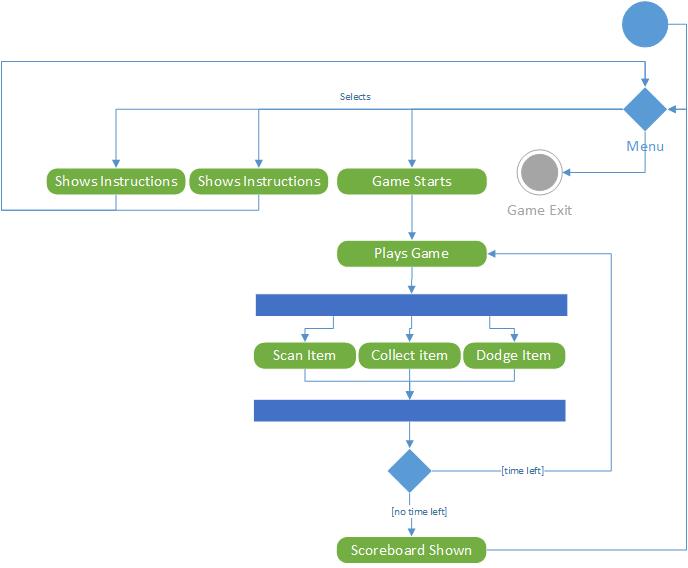 Selects
Menu
Shows Instructions
Shows Instructions
Game Starts
Game Exit
Plays Game
Scan Item
Collect item
Dodge Item
[time left]
[no time left]
Scoreboard Shown